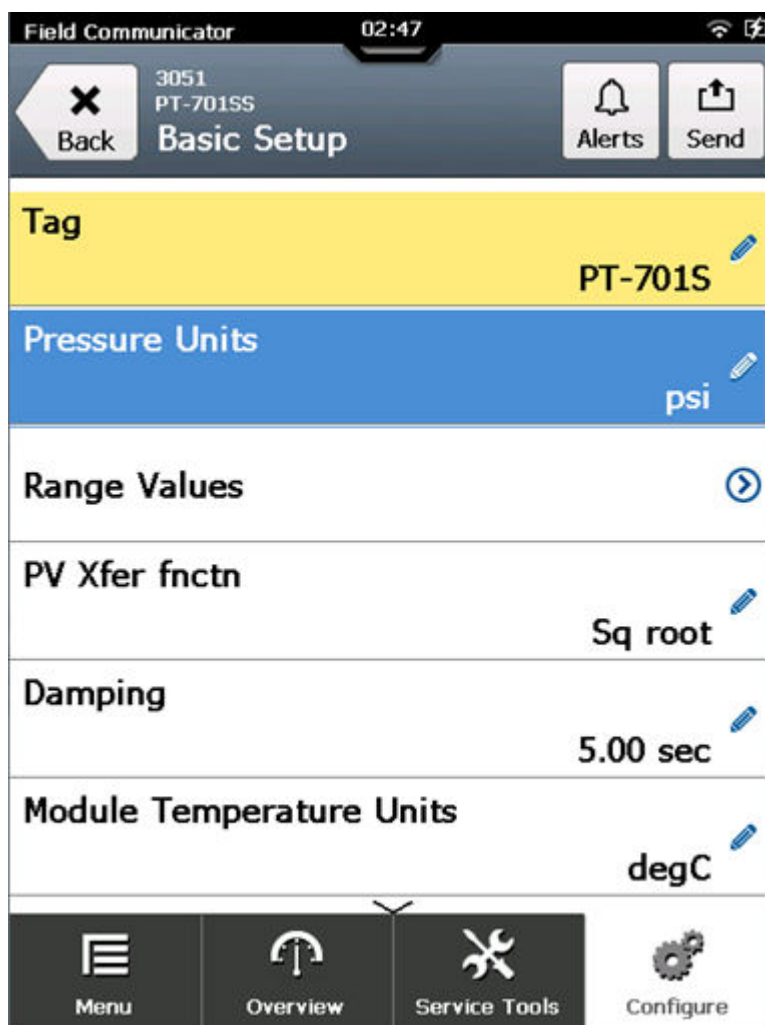 Field Communicator 02:47
3051
PT-701SS
Basic Setup
Back
Alerts
Send
Tag
PT-701S
Pressure Units
psi
Range Values
PV Xfer fnctn
Sq root
Damping
5.00 sec
Module Temperature Units
degC
Menu
Overview
Service Tools
Configure